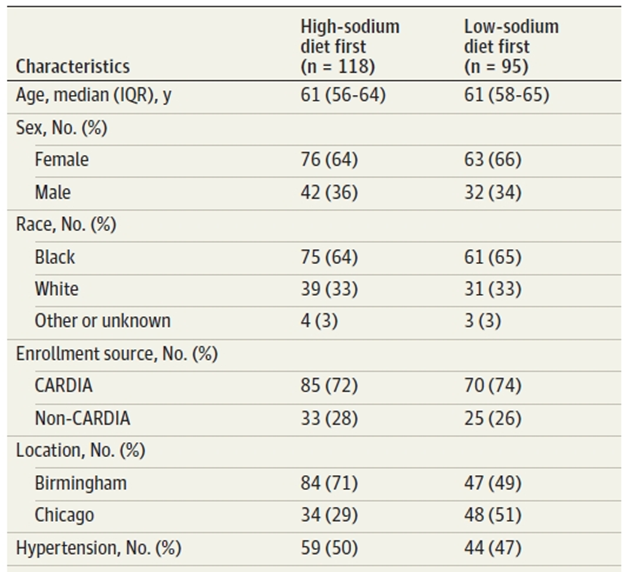 Characteristics High-sodium diet first (n = 118) Low-sodium diet first (n = 95)
Age, median (IQR), y 61 (56-64) 61 (58-65)
Sex, No. (%)
Female 76 (64) 63 (66)
Male 42 (36) 32 (34)
Race, No. (%)
Black 75 (64) 61 (65)
White 39 (33) 31 (33)
Other or unknown 4 (3) 3 (3)
Enrollment source, No. (%)
CARDIA 85 (72) 70 (74)
Non-CARDIA 33 (28) 25 (26)
Location, No. (%)
Birmingham 84 (71) 47 (49)
Chicago 34 (29) 48 (51)
Hypertension, No. (%) 59 (50) 44 (47)